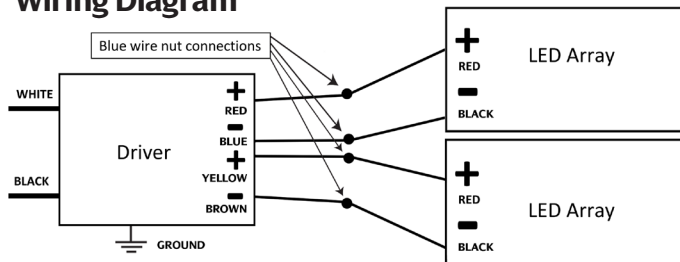 Wiring Diagram
Blue wire nut connections
WHITE
BLACK
Driver
+
RED
-
BLUE
+
YELLOW
-
BROWN
GROUND
+
RED
-
BLACK
LED Array
+
RED
-
BLACK
LED Array